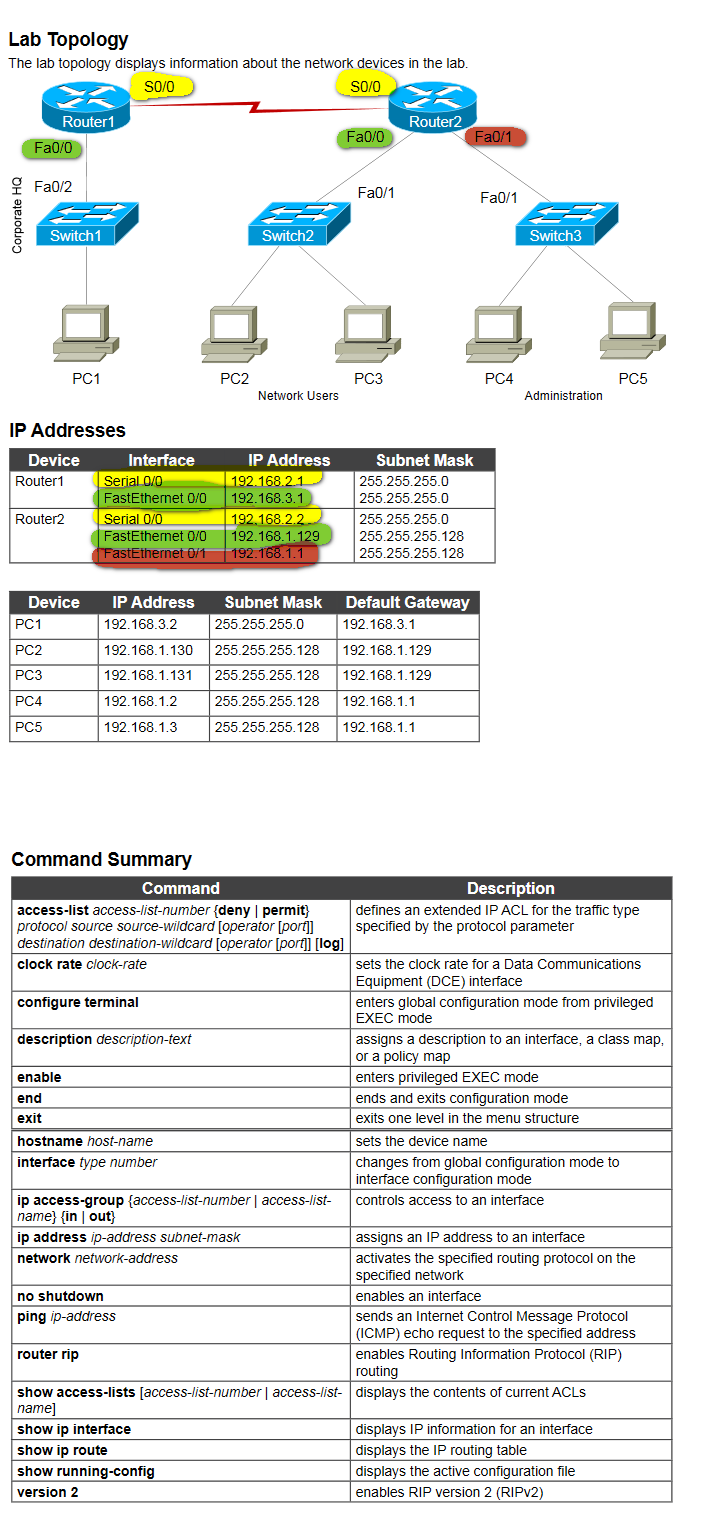 Lab Topology
The lab topology displays information about the network devices in the lab.
S0/0
S0/0
Router1
Router2
Fa0/0
Fa0/0
Fa0/1
Corporate HQ
Fa0/2
Fa0/1
Fa0/1
Switch1
Switch2
Switch3
PC1
PC2
PC3
PC4
PC5
Network Users
Administration
IP Addresses
Device Interface IP Address Subnet Mask
Router1 Serial 0/0 192.168.2.1 255.255.255.0
FastEthernet 0/0 192.168.3.1 255.255.255.0
Router2 Serial 0/0 192.168.2.2 255.255.255.0
FastEthernet 0/0 192.168.1.129 255.255.255.128
FastEthernet 0/1 192.168.1.1 255.255.255.128
Device IP Address Subnet Mask Default Gateway
PC1 192.168.3.2 255.255.255.0 192.168.3.1
PC2 192.168.1.130 255.255.255.128 192.168.1.129
PC3 192.168.1.131 255.255.255.128 192.168.1.129
PC4 192.168.1.2 255.255.255.128 192.168.1.1
PC5 192.168.1.3 255.255.255.128 192.168.1.1
Command Summary
Command Description
access-list access-list-number {deny | permit}
protocol source source-wildcard [operator [port]]
destination destination-wildcard [operator [port]] [log]
defines an extended IP ACL for the traffic type
specified by the protocol parameter
clock rate clock-rate
sets the clock rate for a Data Communications
Equipment (DCE) interface
configure terminal
enters global configuration mode from privileged
EXEC mode
description description-text
assigns a description to an interface, a class map,
or a policy map
enable
enters privileged EXEC mode
end
ends and exits configuration mode
exit
exits one level in the menu structure
hostname host-name
sets the device name
interface type number
changes from global configuration mode to
interface configuration mode
ip access-group {access-list-number | access-list-
name} {in | out}
controls access to an interface
ip address ip-address subnet-mask
assigns an IP address to an interface
network network-address
activates the specified routing protocol on the
specified network
no shutdown
enables an interface
ping ip-address
sends an Internet Control Message Protocol
(ICMP) echo request to the specified address
router rip
enables Routing Information Protocol (RIP)
routing
show access-lists [access-list-number | access-list-
name]
displays the contents of current ACLs
show ip interface
displays IP information for an interface
show ip route
displays the IP routing table
show running-config
displays the active configuration file
version 2
enables RIP version 2 (RIPv2)